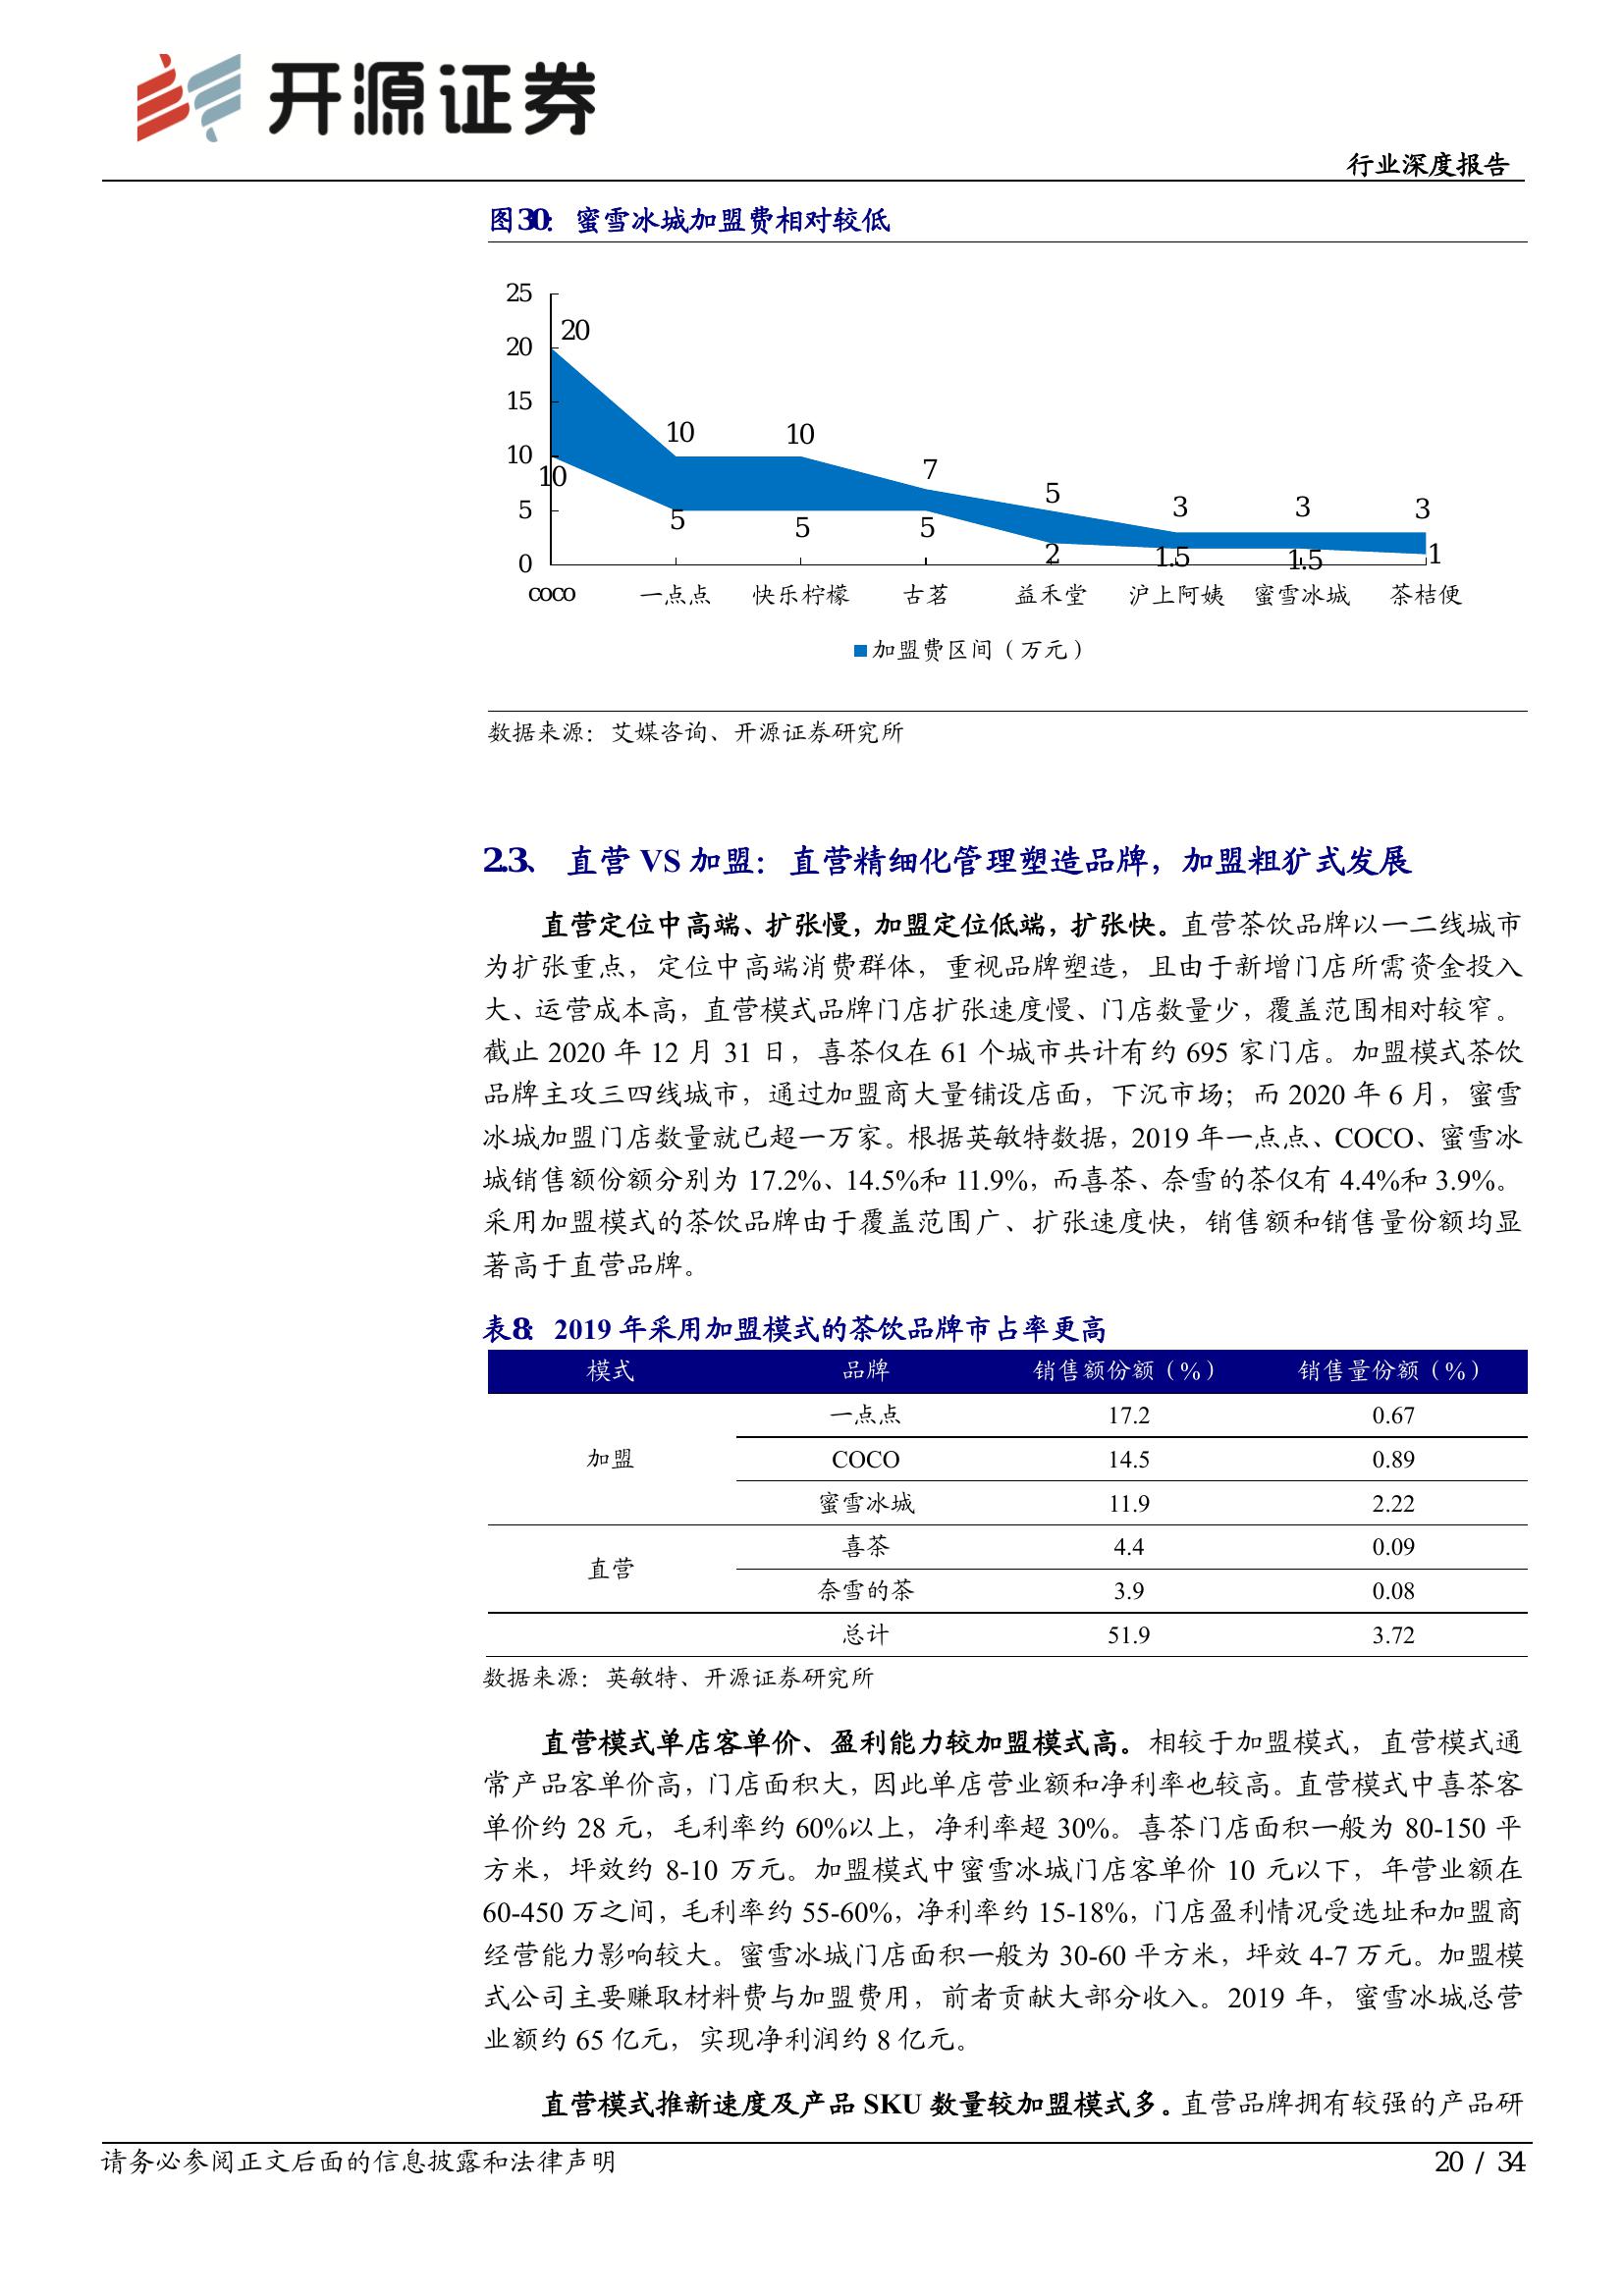 开源证券
行业深度报告
图30： 蜜雪冰城加盟费相对较低
25
20
15
10
5
0
20
10
10
7
5
3
3
3
10
5
5
5
2
1.5
1.5
1
coco 一点点 快乐柠檬 古茗 益禾堂 沪上阿姨 蜜雪冰城 茶桔便
加盟费区间（万元）
数据来源：艾媒咨询、开源证券研究所
2.3、 直营 VS 加盟：直营精细化管理塑造品牌，加盟粗犷式发展
直营定位中高端、扩张慢，加盟定位低端，扩张快。直营茶饮品牌以一二线城市
为扩张重点，定位中高端消费群体，重视品牌塑造，且由于新增门店所需资金投入
大、运营成本高，直营模式品牌门店扩张速度慢、门店数量少，覆盖范围相对较窄。
截止 2020 年 12 月 31 日，喜茶仅在 61 个城市共计有约 695 家门店。加盟模式茶饮
品牌主攻三四线城市，通过加盟商大量铺设店面，下沉市场；而 2020 年 6 月，蜜雪
冰城加盟门店数量就已超一万家。根据英敏特数据，2019 年一点点、COCO、蜜雪冰
城销售额份额分别为 17.2%、14.5%和 11.9%，而喜茶、奈雪的茶仅有 4.4%和 3.9%。
采用加盟模式的茶饮品牌由于覆盖范围广、扩张速度快，销售额和销售量份额均显
著高于直营品牌。
表8： 2019 年采用加盟模式的茶饮品牌市占率更高
模式 品牌 销售额份额（%） 销售量份额（%）
加盟 一点点 17.2 0.67
COCO 14.5 0.89
蜜雪冰城 11.9 2.22
直营 喜茶 4.4 0.09
奈雪的茶 3.9 0.08
总计 51.9 3.72
数据来源：英敏特、开源证券研究所
直营模式单店客单价、盈利能力较加盟模式高。相较于加盟模式，直营模式通
常产品客单价高，门店面积大，因此单店营业额和净利率也较高。直营模式中喜茶客
单价约 28 元，毛利率约 60%以上，净利率超 30%。喜茶门店面积一般为 80-150 平
方米，坪效约 8-10 万元。加盟模式中蜜雪冰城门店客单价 10 元以下，年营业额在
60-450 万之间，毛利率约 55-60%，净利率约 15-18%，门店盈利情况受选址和加盟商
经营能力影响较大。蜜雪冰城门店面积一般为 30-60 平方米，坪效 4-7 万元。加盟模
式公司主要赚取材料费与加盟费用，前者贡献大部分收入。2019 年，蜜雪冰城总营
业额约 65 亿元，实现净利润约 8 亿元。
直营模式推新速度及产品 SKU 数量较加盟模式多。直营品牌拥有较强的产品研
请务必参阅正文后面的信息披露和法律声明
20 / 34